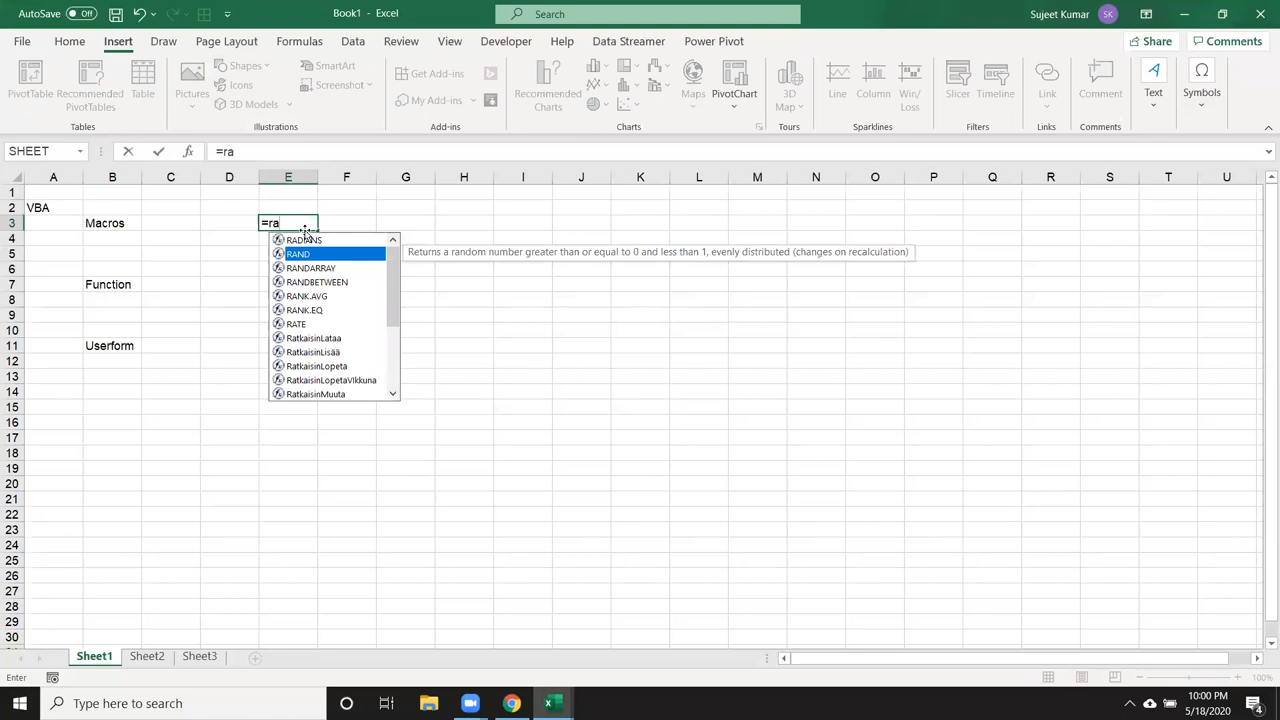 AutoSave Off Book1 - Excel Search Sujeet Kumar SK
File Home Insert Draw Page Layout Formulas Data Review View Developer Help Data Streamer Power Pivot Share Comments
PivotTable Recommended PivotTables Table Pictures Shapes Icons 3D Models SmartArt Screenshot Get Add-ins My Add-ins Recommended Charts Maps PivotChart 3D Map Line Column Win/Loss Slicer Timeline Link Comment Text Symbols
Tables Illustrations Add-ins Charts Tours Sparklines Filters Links Comments
SHEET fx =ra
A B C D E F G H I J K L M N O P Q R S T U
1
2 VBA
3 Macros =ra
4
5
6
7 Function
8
9
10
11 Userform
12
13
14
15
16
17
18
19
20
21
22
23
24
25
26
27
28
29
30
RADIANS
RAND Returns a random number greater than or equal to 0 and less than 1, evenly distributed (changes on recalculation)
RANDARRAY
RANDBETWEEN
RANK.AVG
RANK.EQ
RATE
RatkaisinLataa
RatkaisinLisää
RatkaisinLopeta
RatkaisinLopetaVIkkuna
RatkaisinMuuta
Sheet1 Sheet2 Sheet3
Enter 100%
Type here to search 10:00 PM
5/18/2020 4